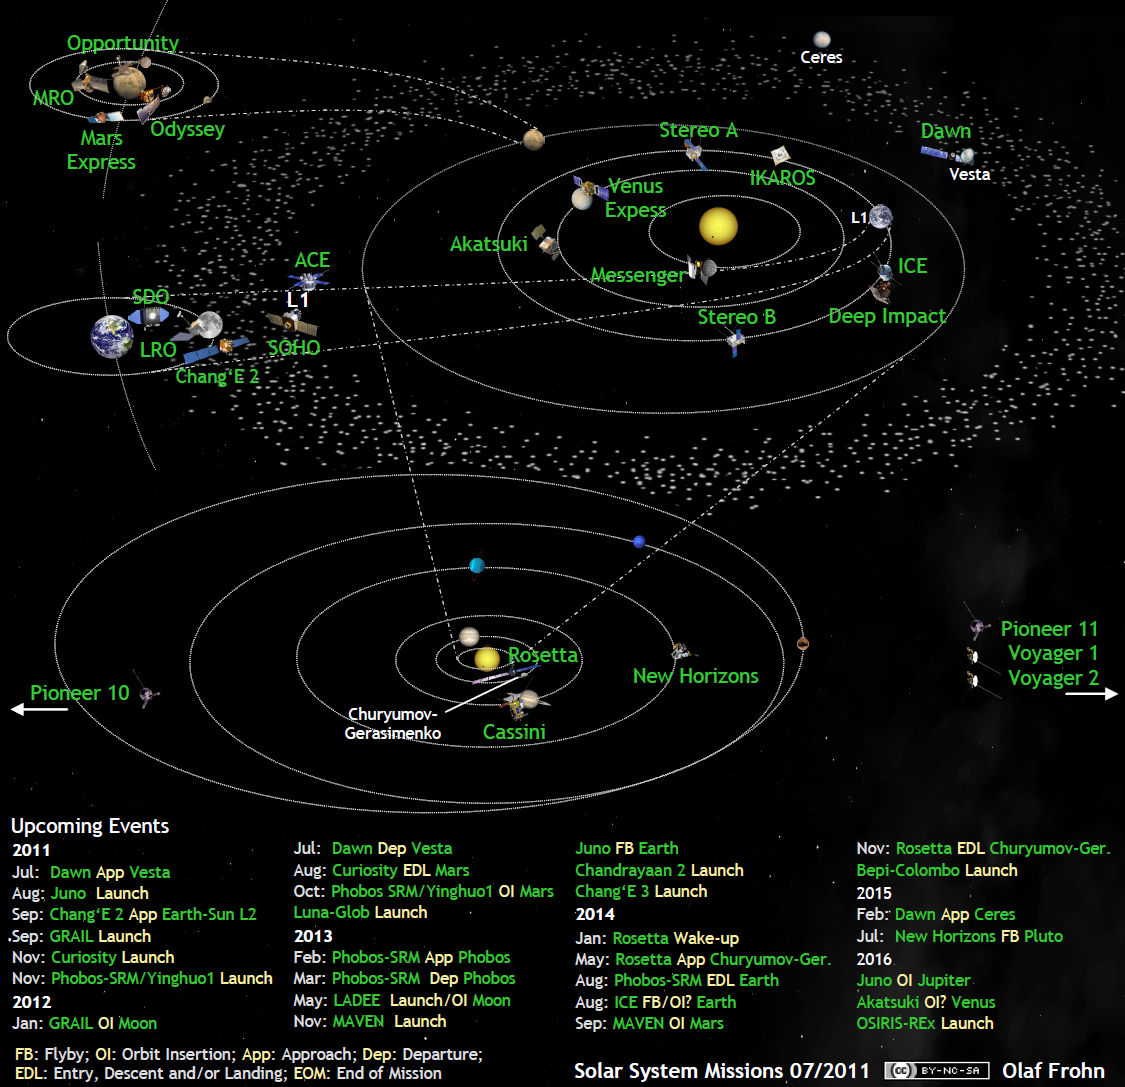 Opportunity
MRO
Odyssey
Mars
Express
Ceres
Stereo A
IKAROS
Dawn
Vesta
Venus
Expess
L1
Akatsuki
Messenger
ICE
Stereo B
Deep Impact
ACE
L1
SDO
LRO
SOHO
Chang‘E 2
Rosetta
New Horizons
Churyumov-
Gerasimenko
Cassini
Pioneer 10
Pioneer 11
Voyager 1
Voyager 2
Upcoming Events
2011
Jul: Dawn App Vesta
Aug: Juno Launch
Sep: Chang‘E 2 App Earth-Sun L2
Sep: GRAIL Launch
Nov: Curiosity Launch
Nov: Phobos-SRM/Yinghuo1 Launch
2012
Jan: GRAIL OI Moon
Jul: Dawn Dep Vesta
Aug: Curiosity EDL Mars
Oct: Phobos SRM/Yinghuo1 OI Mars
Luna-Glob Launch
2013
Feb: Phobos-SRM App Phobos
Mar: Phobos-SRM Dep Phobos
May: LADEE Launch/OI Moon
Nov: MAVEN Launch
Juno FB Earth
Chandrayaan 2 Launch
Chang‘E 3 Launch
2014
Jan: Rosetta Wake-up
May: Rosetta App Churyumov-Ger.
Aug: Phobos-SRM EDL Earth
Aug: ICE FB/OI? Earth
Sep: MAVEN OI Mars
Nov: Rosetta EDL Churyumov-Ger.
Bepi-Colombo Launch
2015
Feb: Dawn App Ceres
Jul: New Horizons FB Pluto
2016
Juno OI Jupiter
Akatsuki OI? Venus
OSIRIS-REx Launch
FB: Flyby; OI: Orbit Insertion; App: Approach; Dep: Departure;
EDL: Entry, Descent and/or Landing; EOM: End of Mission
Solar System Missions 07/2011 cc BY-NC-SA Olaf Frohn